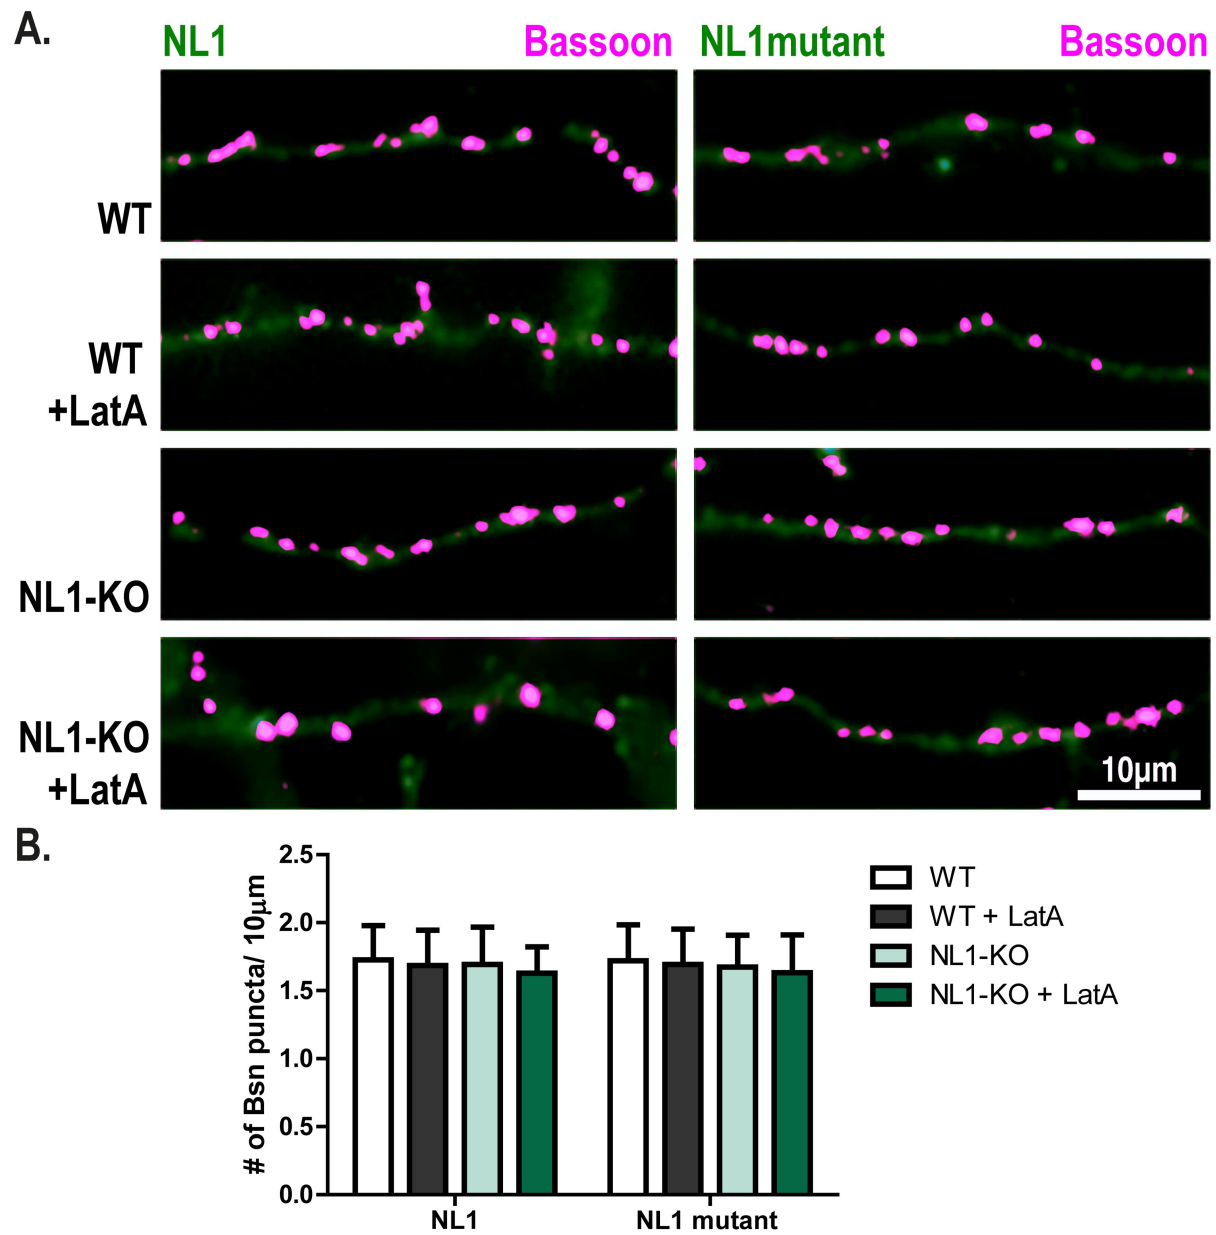 A.
NL1 Bassoon NL1mutant Bassoon
WT
WT
+LatA
NL1-KO
NL1-KO
+LatA
10μm
B.
# of Bsn puncta/ 10μm
2.5
2.0
1.5
1.0
0.5
0.0
NL1
NL1 mutant
WT
WT + LatA
NL1-KO
NL1-KO + LatA